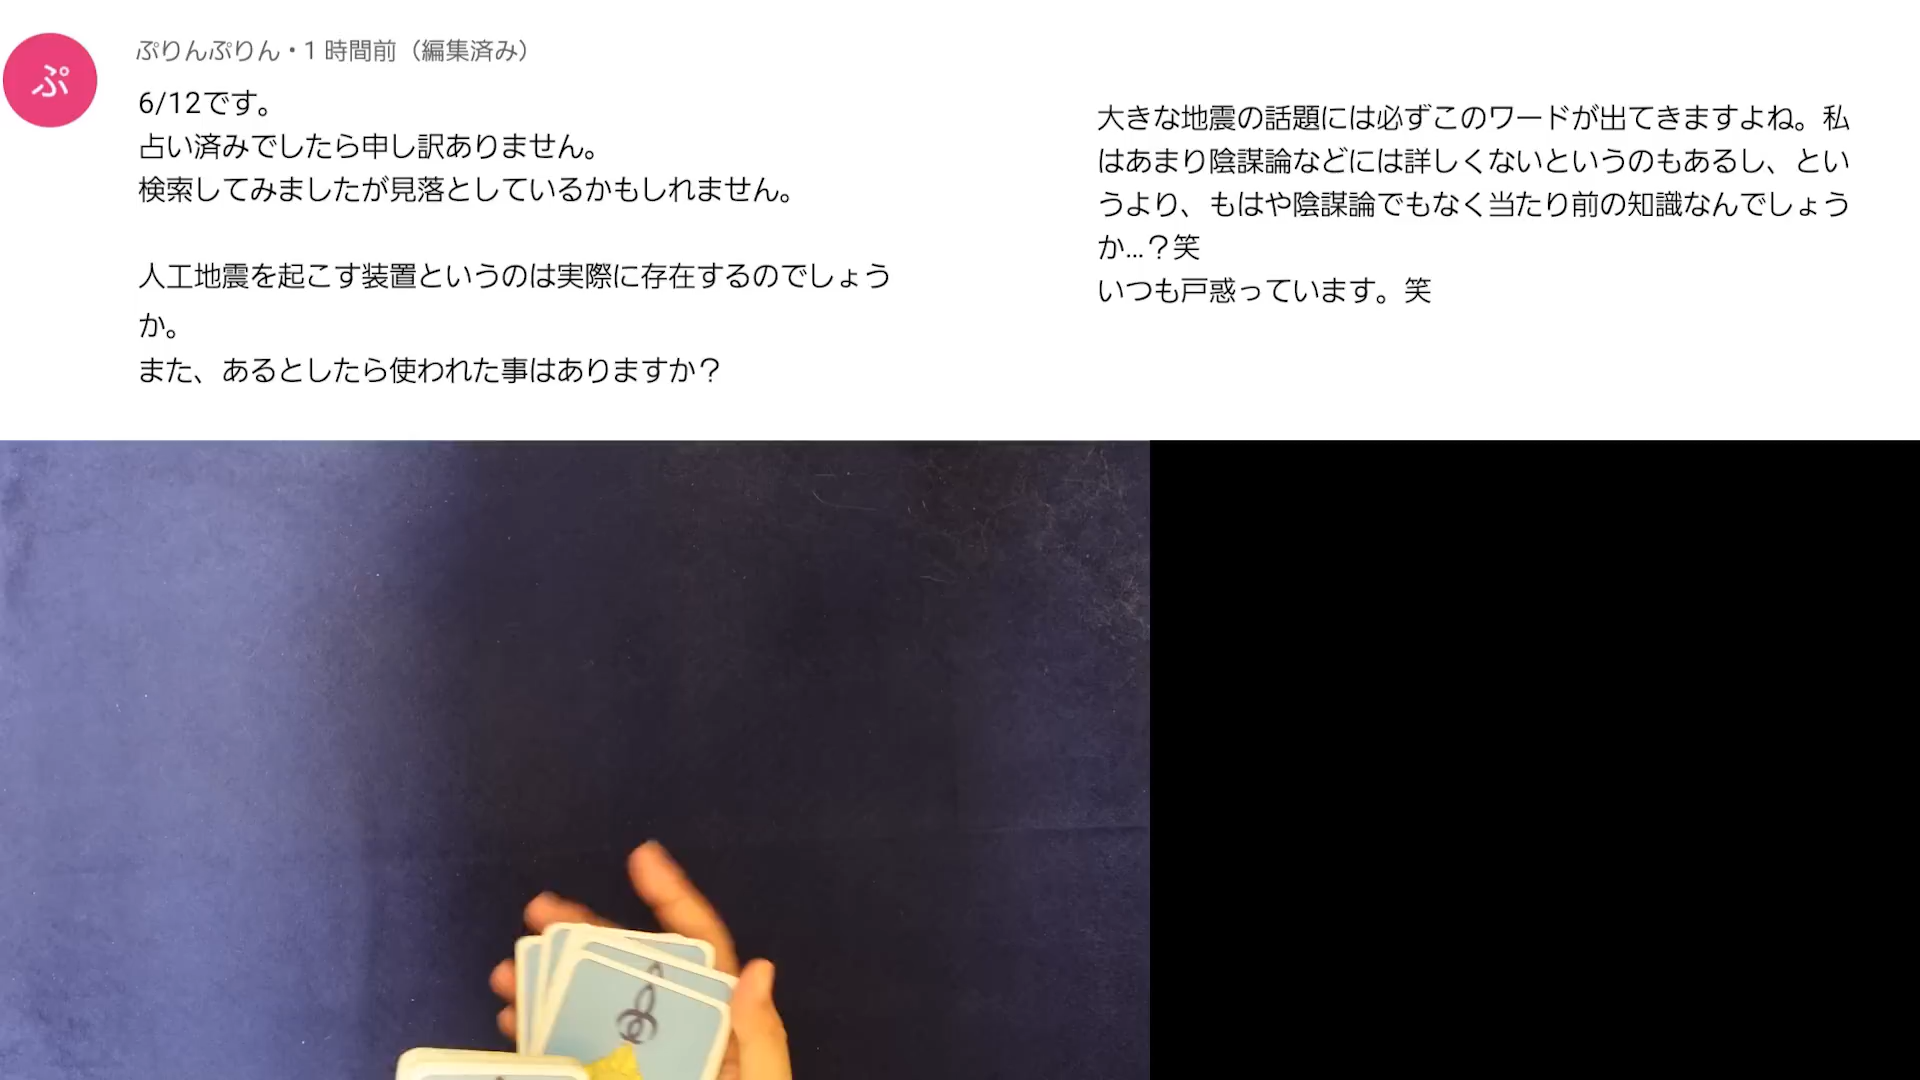 ぷ
ぷりんぷりん・1 時間前（編集済み）
6/12です。
占い済みでしたら申し訳ありません。
検索してみましたが見落としているかもしれません。
人工地震を起こす装置というのは実際に存在するのでしょう
か。
また、あるとしたら使われた事はありますか？
大きな地震の話題には必ずこのワードが出てきますよね。私
はあまり陰謀論などには詳しくないというのもあるし、とい
うより、もはや陰謀論でもなく当たり前の知識なんでしょう
か...？笑
いつも戸惑っています。笑